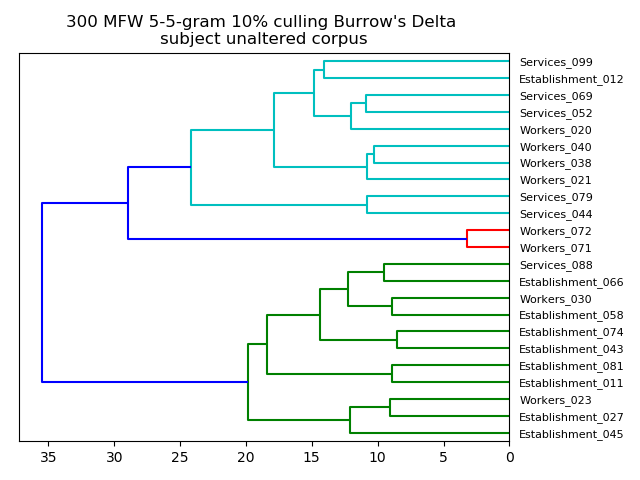 300 MFW 5-5-gram 10% culling Burrow's Delta
subject unaltered corpus
Services_099
Establishment_012
Services_069
Services_052
Workers_020
Workers_040
Workers_038
Workers_021
Services_079
Services_044
Workers_072
Workers_071
Services_088
Establishment_066
Workers_030
Establishment_058
Establishment_074
Establishment_043
Establishment_081
Establishment_011
Workers_023
Establishment_027
Establishment_045
35 30 25 20 15 10 5 0